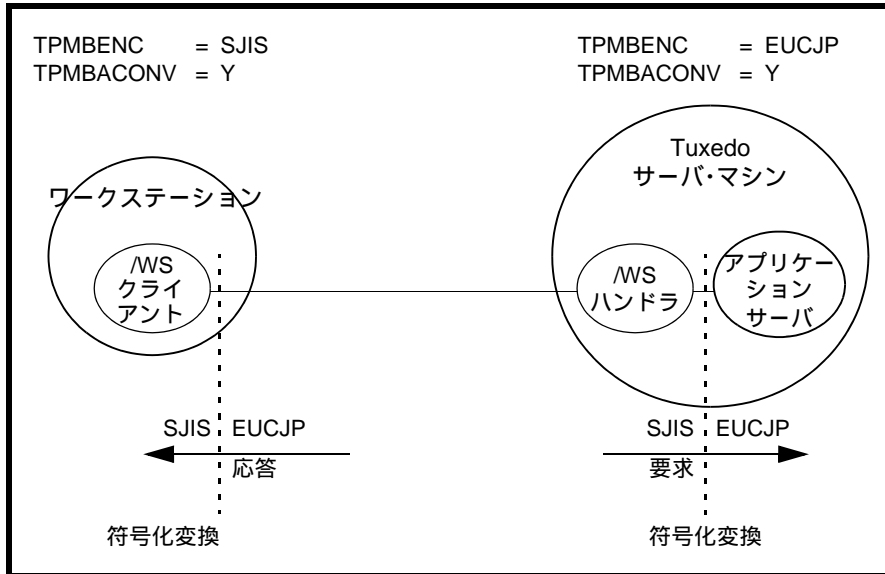 TPMBENC = SJIS
TPMBACONV = Y
TPMBENC = EUCJP
TPMBACONV = Y
ワークステーション
/WS
クライ
アント
Tuxedo
サーバ・マシン
/WS
ハンドラ
アプリケー
ション
サーバ
SJIS EUCJP
応答
符号化変換
SJIS EUCJP
要求
符号化変換